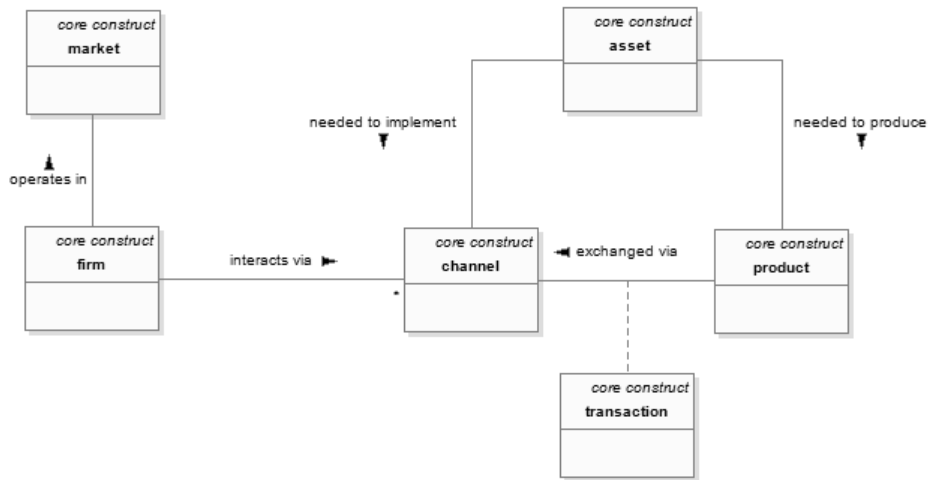 core construct
market
core construct
asset
needed to implement
needed to produce
operates in
core construct
firm
interacts via
*
core construct
channel
exchanged via
core construct
product
core construct
transaction